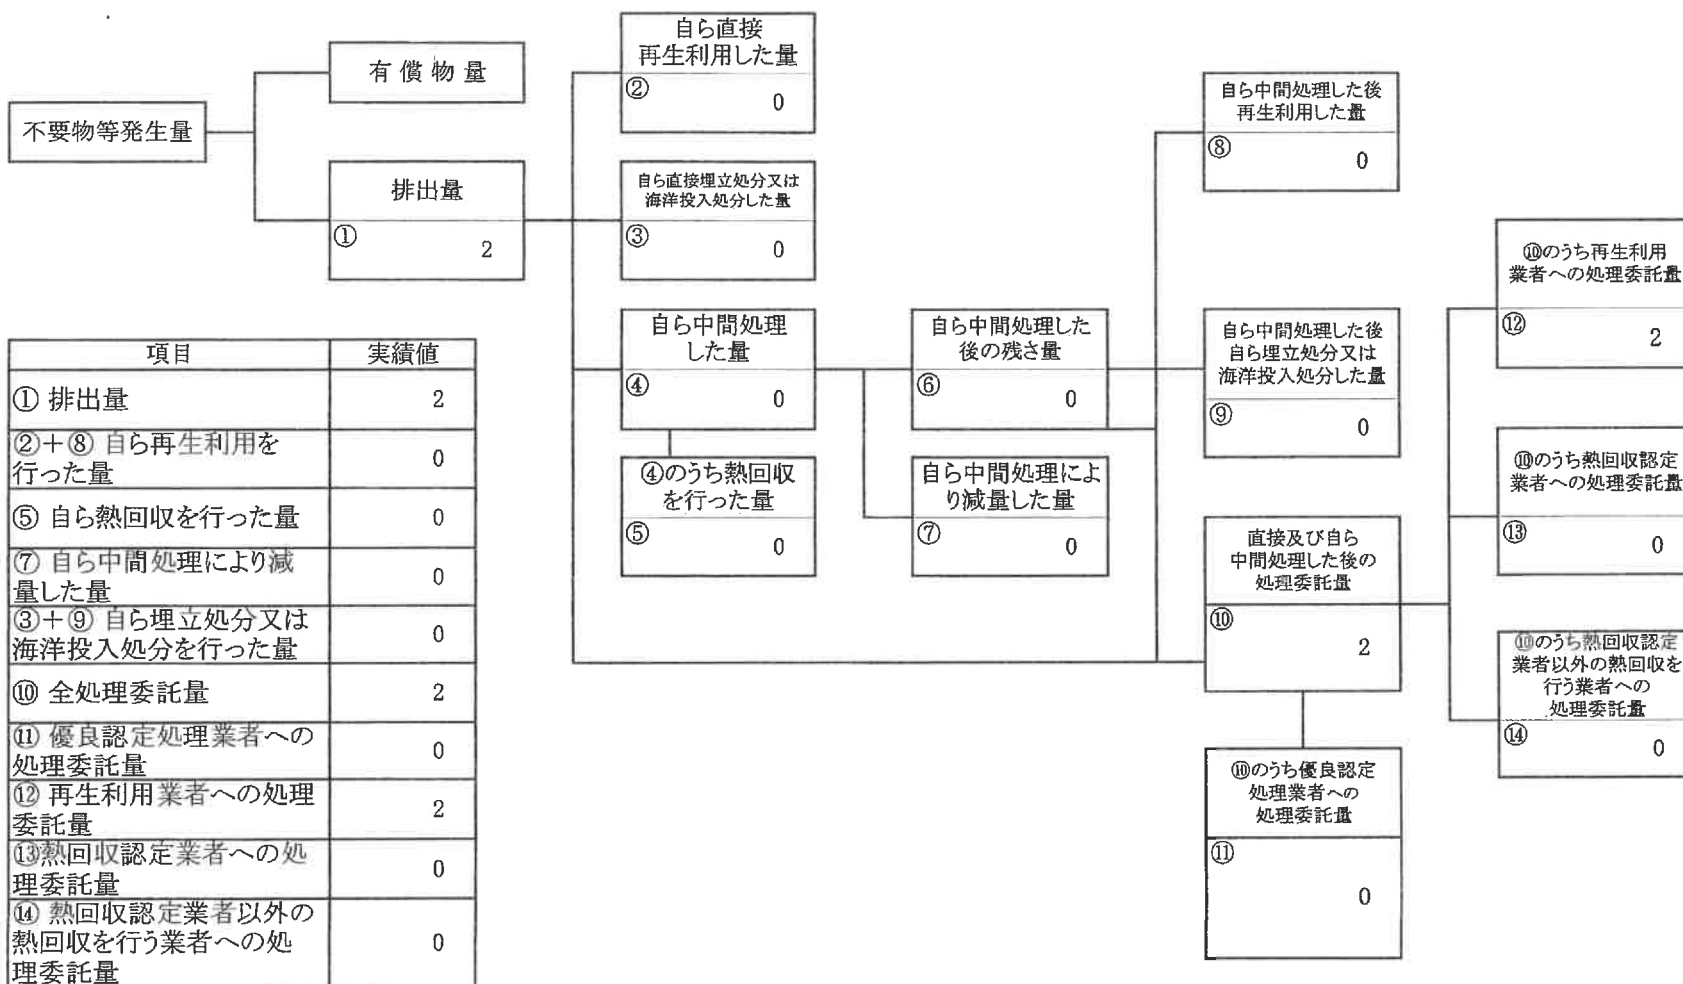 不要物等発生量
有償物量
排出量
①
2
自ら直接
再生利用した量
②
0
自ら直接埋立処分又は
海洋投入処分した量
③
0
自ら中間処理
した量
④
0
④のうち熱回収
を行った量
⑤
0
自ら中間処理した
後の残さ量
⑥
0
自ら中間処理によ
り減量した量
⑦
0
自ら中間処理した後
再生利用した量
⑧
0
自ら中間処理した後
自ら埋立処分又は
海洋投入処分した量
⑨
0
直接及び自ら
中間処理した後の
処理委託量
⑩
2
⑩のうち優良認定
処理業者への
処理委託量
⑪
0
⑩のうち再生利用
業者への処理委託量
⑫
2
⑩のうち熱回収認定
業者への処理委託量
⑬
0
⑩のうち熱回収認定
業者以外の熱回収を
行う業者への
処理委託量
⑭
0
項目 実績値
① 排出量 2
②+⑧ 自ら再生利用を
行った量 0
⑤ 自ら熱回収を行った量 0
⑦ 自ら中間処理により減
量した量 0
③+⑨ 自ら埋立処分又は
海洋投入処分を行った量 0
⑩ 全処理委託量 2
⑪ 優良認定処理業者への
処理委託量 0
⑫ 再生利用業者への処理
委託量 2
⑬熱回収認定業者への処
理委託量 0
⑭ 熱回収認定業者以外の
熱回収を行う業者への処
理委託量 0